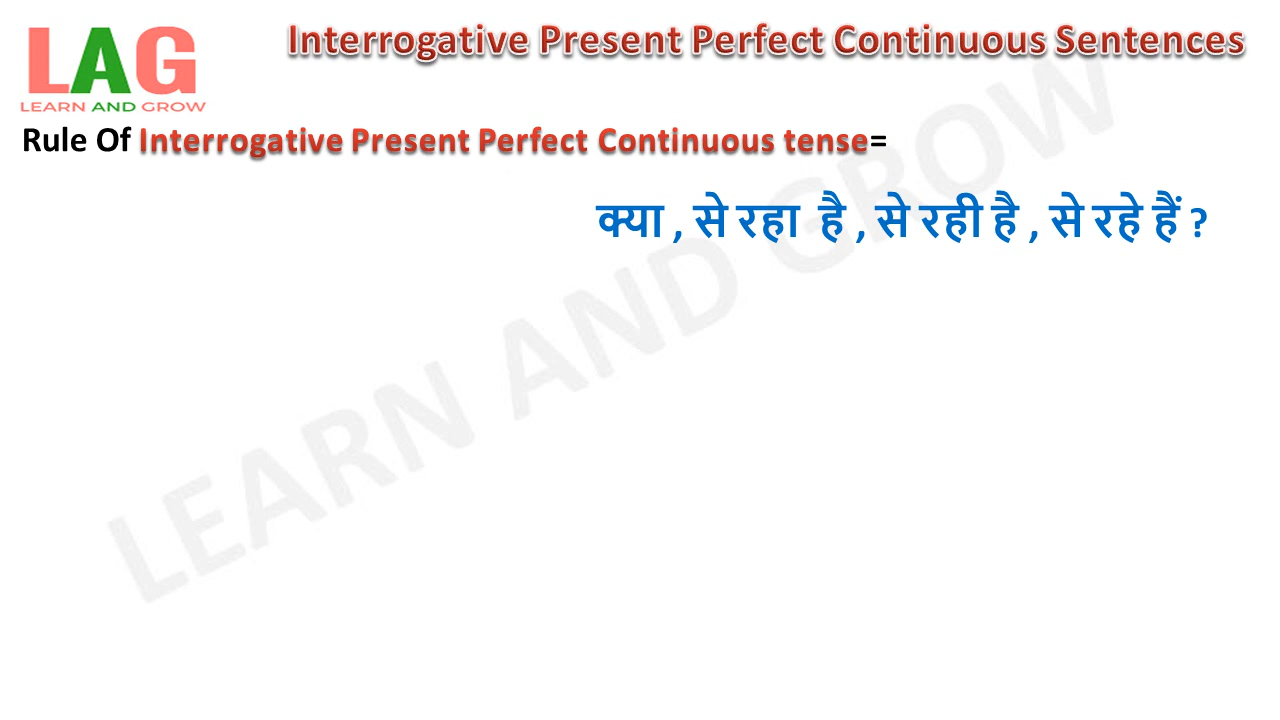 Interrogative Present Perfect Continuous Sentences
LAG
LEARN AND GROW
Rule Of Interrogative Present Perfect Continuous tense=
क्या , से रहा है , से रही है , से रहे हैं ?
LEARN AND GROW